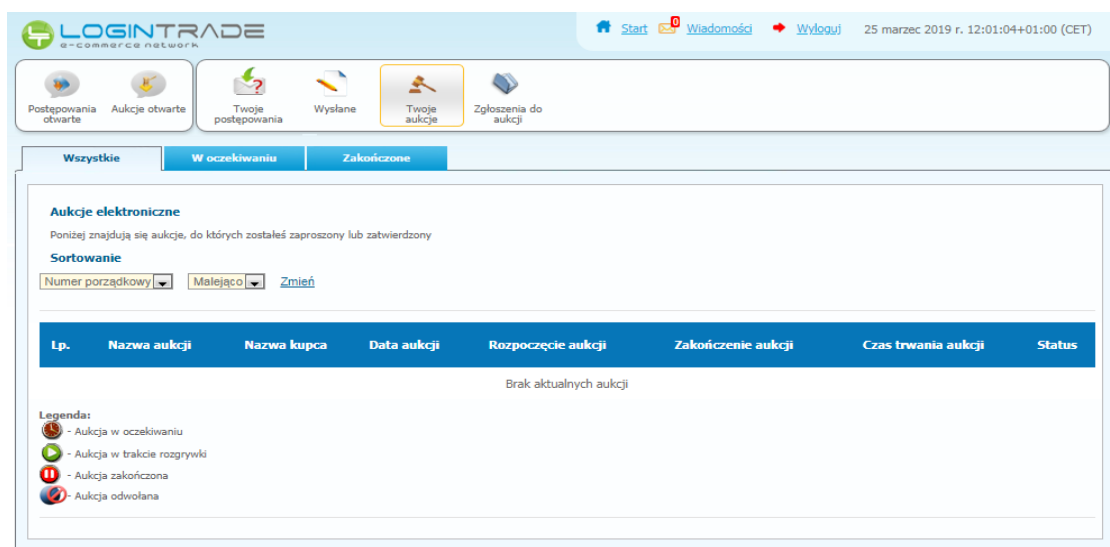 LOGINTRADE
e-commerce network
Start 0 Wiadomości Wyloguj 25 marzec 2019 r. 12:01:04+01:00 (CET)
Postępowania otwarte
Aukcje otwarte
Twoje postępowania
Wysłane
Twoje aukcje
Zgłoszenia do aukcji
Wszystkie W oczekiwaniu Zakończone
Aukcje elektroniczne
Poniżej znajdują się aukcje, do których zostałeś zaproszony lub zatwierdzony
Sortowanie
Numer porządkowy Malejąco Zmień
Lp. Nazwa aukcji Nazwa kupca Data aukcji Rozpoczęcie aukcji Zakończenie aukcji Czas trwania aukcji Status
Brak aktualnych aukcji
Legenda:
- Aukcja w oczekiwaniu
- Aukcja w trakcie rozgrywki
- Aukcja zakończona
- Aukcja odwołana